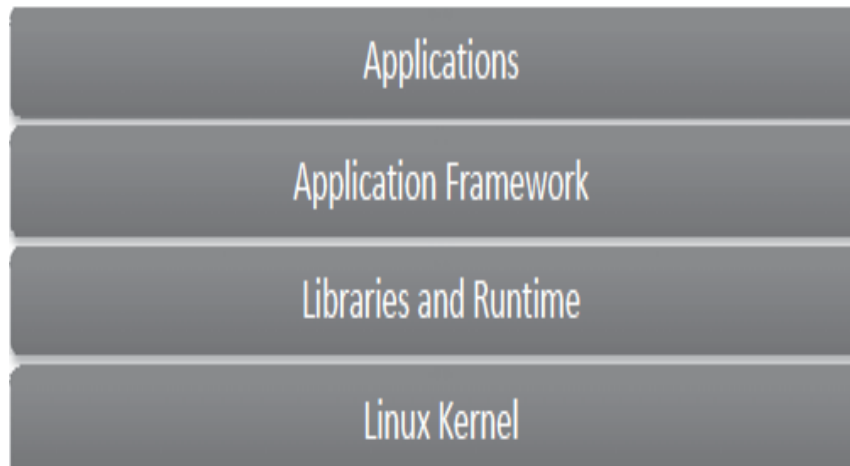 Applications
Application Framework
Libraries and Runtime
Linux Kernel